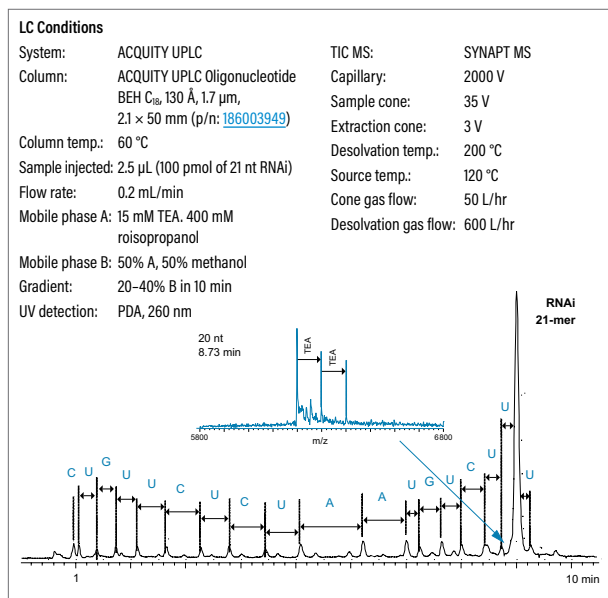 LC Conditions
System: ACQUITY UPLC
Column: ACQUITY UPLC Oligonucleotide
BEH C18, 130 Å, 1.7 µm,
2.1 × 50 mm (p/n: 186003949)
Column temp.: 60 °C
Sample injected: 2.5 µL (100 pmol of 21 nt RNAi)
Flow rate: 0.2 mL/min
Mobile phase A: 15 mM TEA. 400 mM
roisopropanol
Mobile phase B: 50% A, 50% methanol
Gradient: 20–40% B in 10 min
UV detection: PDA, 260 nm
TIC MS: SYNAPT MS
Capillary: 2000 V
Sample cone: 35 V
Extraction cone: 3 V
Desolvation temp.: 200 °C
Source temp.: 120 °C
Cone gas flow: 50 L/hr
Desolvation gas flow: 600 L/hr
RNAi
21-mer
20 nt
8.73 min
TEA
TEA
5800 m/z 6800
C U G U U C U C U A A U G U C U U U
1 10 min